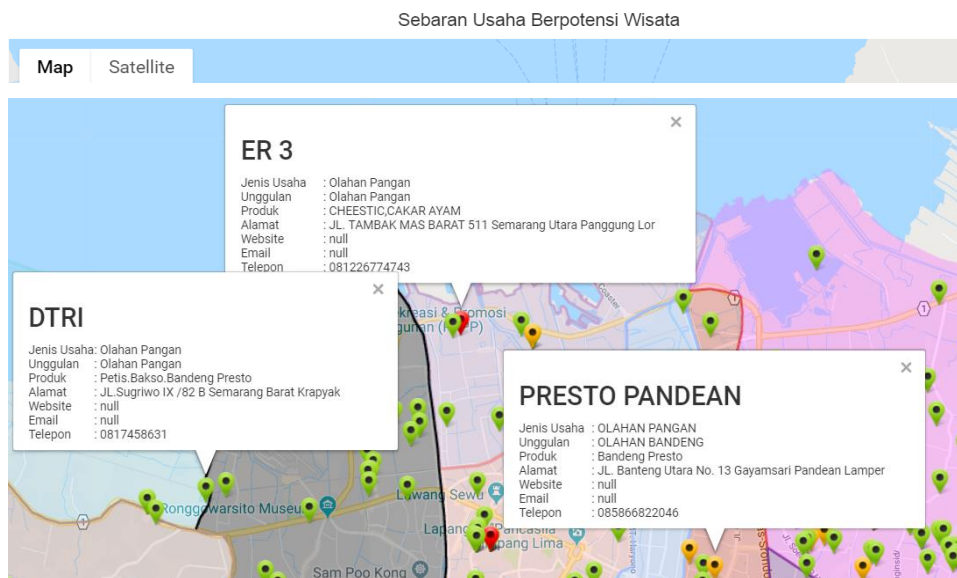 Sebaran Usaha Berpotensi Wisata
Map Satellite
ER 3
Jenis Usaha : Olahan Pangan
Unggulan : Olahan Pangan
Produk : CHEESTIC,CAKAR AYAM
Alamat : JL. TAMBAK MAS BARAT 511 Semarang Utara Panggung Lor
Website : null
Email : null
Telepon : 081226774743
DTRI
Jenis Usaha: Olahan Pangan
Unggulan : Olahan Pangan
Produk : Petis.Bakso.Bandeng Presto
Alamat : JL.Sugriwo IX /82 B Semarang Barat Krapyak
Website : null
Email : null
Telepon : 0817458631
PRESTO PANDEAN
Jenis Usaha : OLAHAN PANGAN
Unggulan : OLAHAN BANDENG
Produk : Bandeng Presto
Alamat : JL. Banteng Utara No. 13 Gayamsari Pandean Lamper
Website : null
Email : null
Telepon : 085866822046
Coaster
1
1
1
Lawang Sewu
Sam Poo Kong